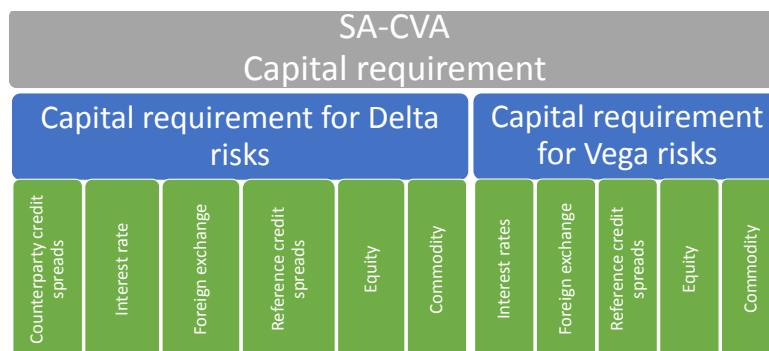 SA-CVA
Capital requirement
Capital requirement for Delta
risks
Capital requirement
for Vega risks
Counterparty credit
spreads
Interest rate
Foreign exchange
Reference credit
spreads
Equity
Commodity
Interest rates
Foreign exchange
Reference credit
spreads
Equity
Commodity